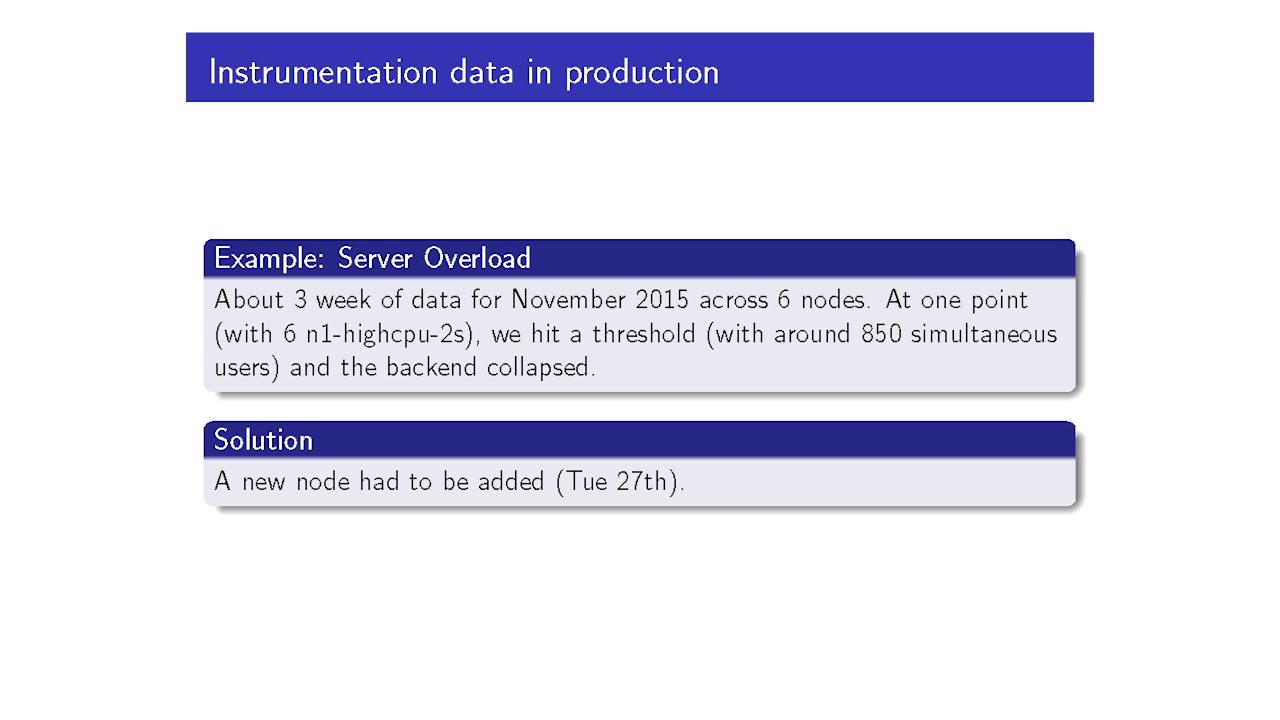 Instrumentation data in production
Example: Server Overload
About 3 week of data for November 2015 across 6 nodes. At one point
(with 6 n1-highcpu-2s), we hit a threshold (with around 850 simultaneous
users) and the backend collapsed.
Solution
A new node had to be added (Tue 27th).